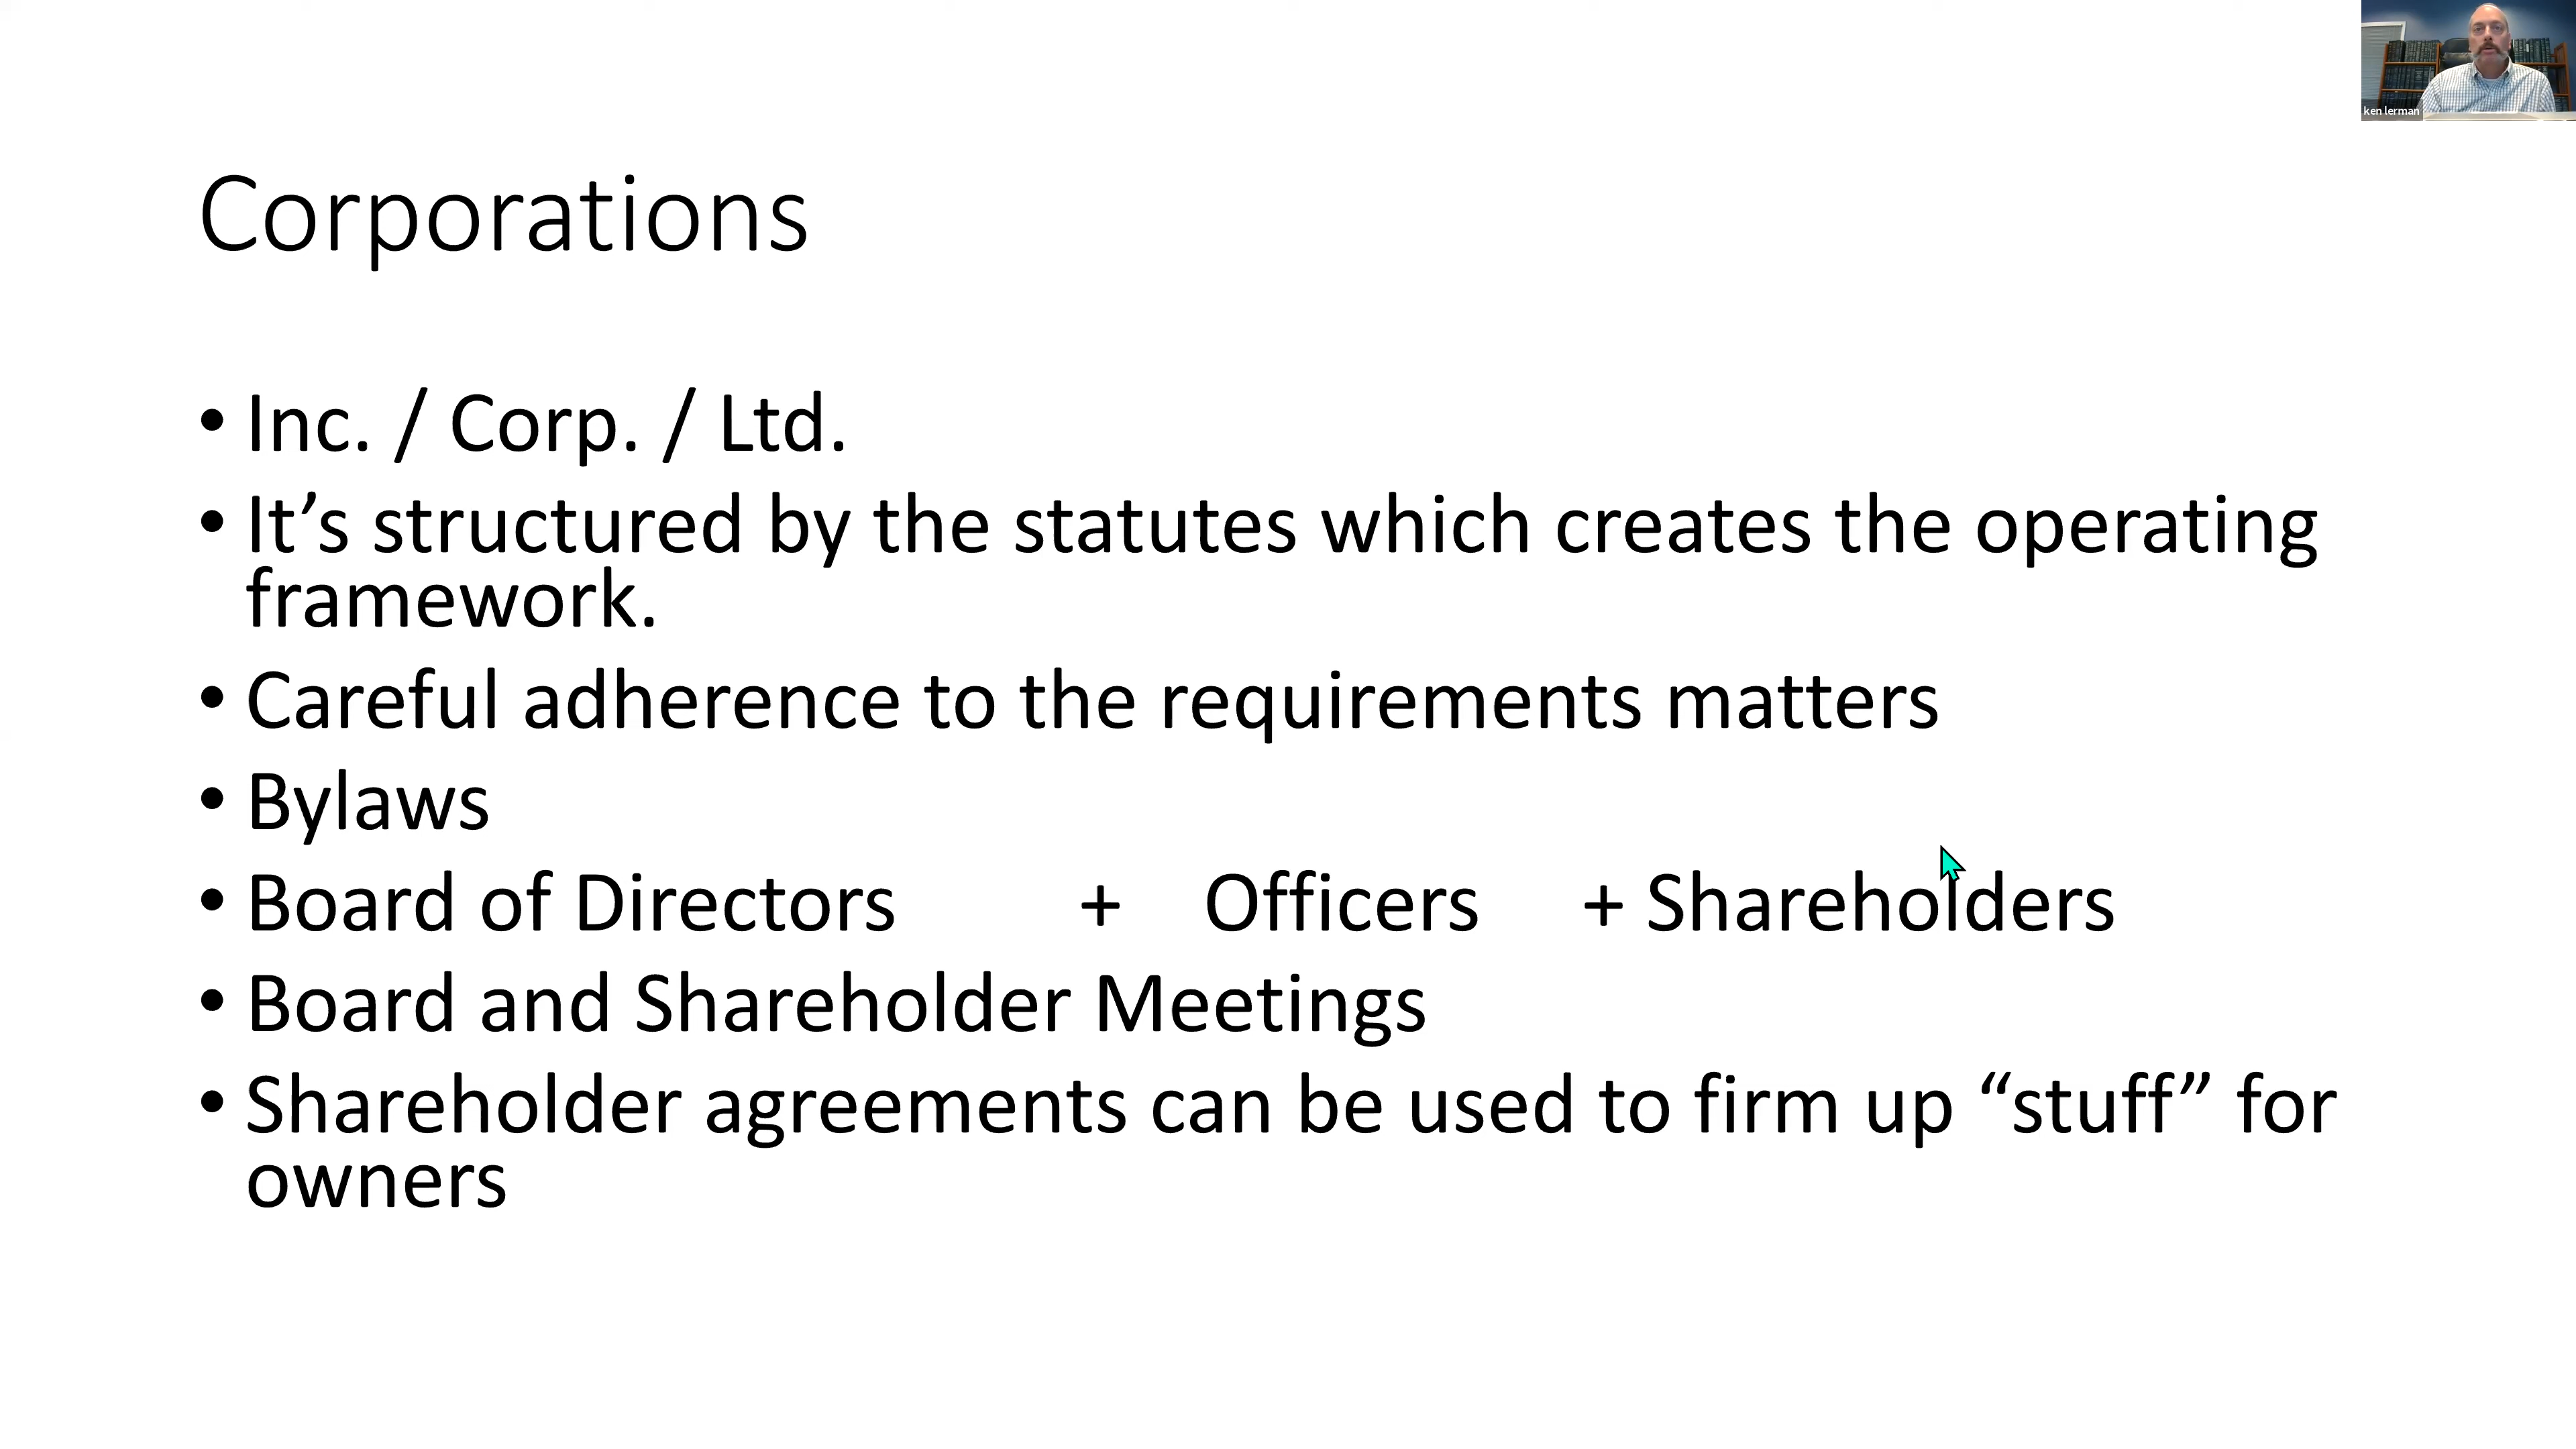 ken lerman
Corporations
• Inc. / Corp. / Ltd.
• It’s structured by the statutes which creates the operating
framework.
• Careful adherence to the requirements matters
• Bylaws
• Board of Directors + Officers + Shareholders
• Board and Shareholder Meetings
• Shareholder agreements can be used to firm up “stuff” for
owners